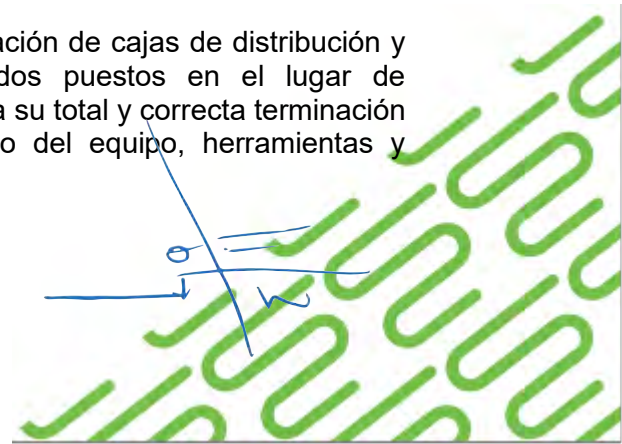 ación de cajas de distribución y
dos puestos en el lugar de
a su total y correcta terminación
o del equipo, herramientas y